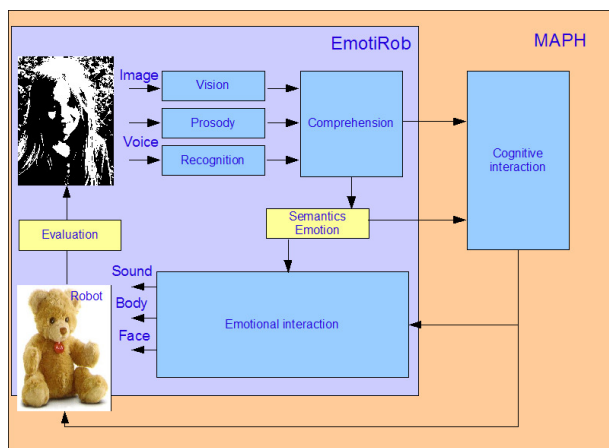 EmotiRob
MAPH
Image
Vision
Prosody
Voice
Recognition
Comprehension
Cognitive
interaction
Semantics
Emotion
Evaluation
Sound
Robot
Body
Face
Emotional interaction